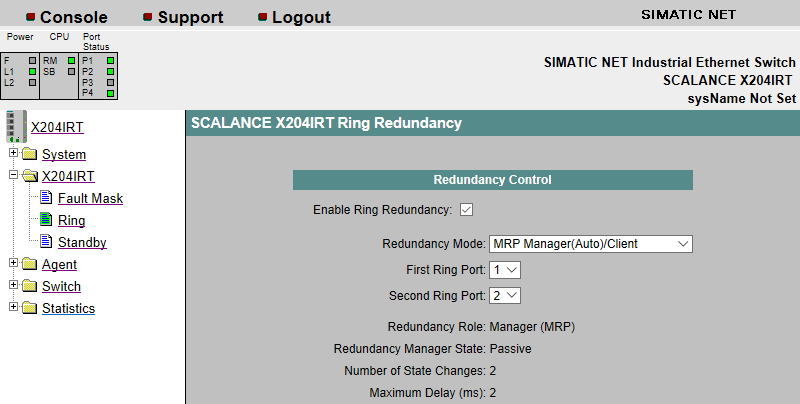 Console Support Logout SIMATIC NET
Power CPU Port Status
F RM P1
L1 SB P2
L2 P3
P4
SIMATIC NET Industrial Ethernet Switch
SCALANCE X204IRT
sysName Not Set
X204IRT
System
X204IRT
Fault Mask
Ring
Standby
Agent
Switch
Statistics
SCALANCE X204IRT Ring Redundancy
Redundancy Control
Enable Ring Redundancy:
Redundancy Mode: MRP Manager(Auto)/Client
First Ring Port: 1
Second Ring Port: 2
Redundancy Role: Manager (MRP)
Redundancy Manager State: Passive
Number of State Changes: 2
Maximum Delay (ms): 2